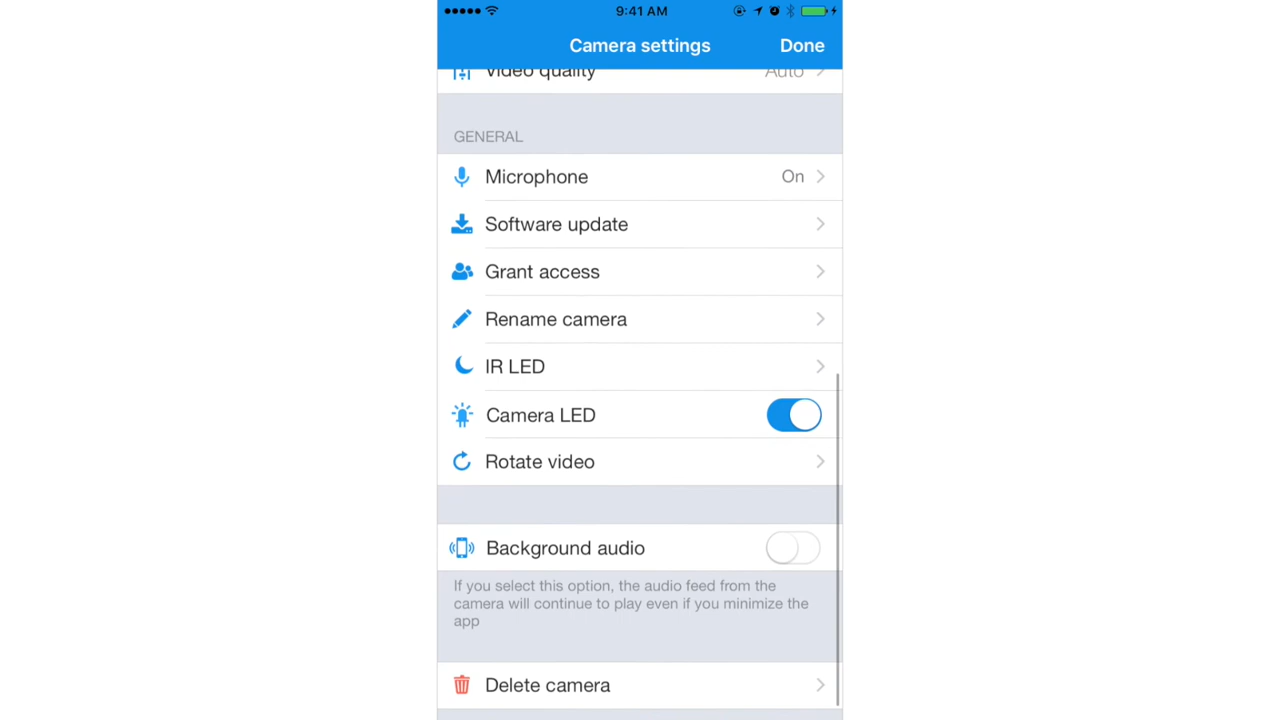 9:41 AM
Camera settings Done
Video quality Auto
GENERAL
Microphone On
Software update
Grant access
Rename camera
IR LED
Camera LED
Rotate video
Background audio
If you select this option, the audio feed from the
camera will continue to play even if you minimize the
app
Delete camera